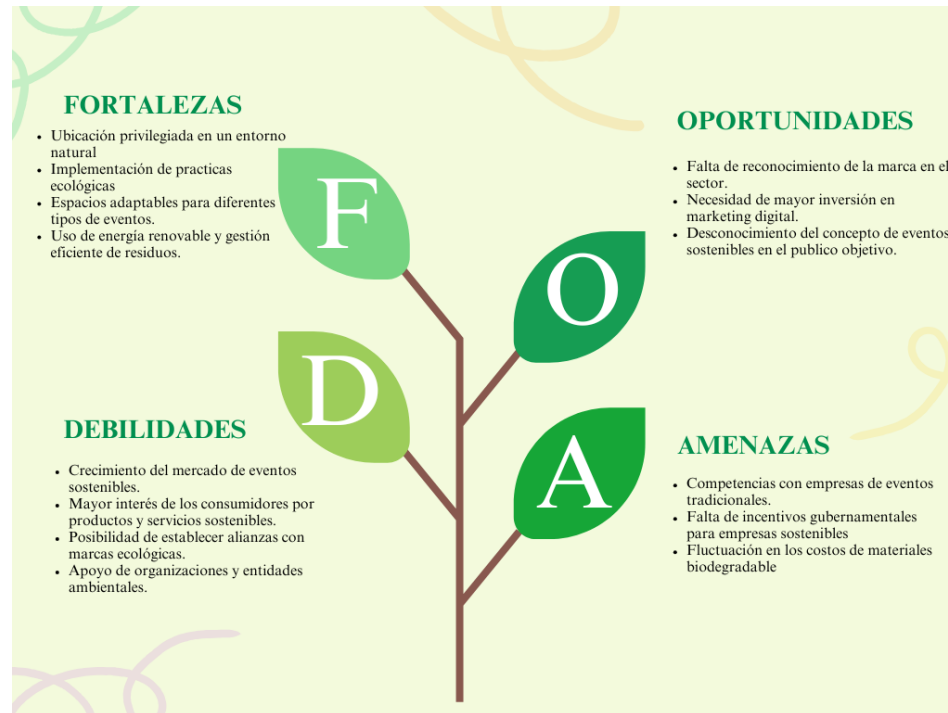 FORTALEZAS
Ubicación privilegiada en un entorno
natural
Implementación de practicas
ecológicas
Espacios adaptables para diferentes
tipos de eventos.
Uso de energía renovable y gestión
eficiente de residuos.
F
OPORTUNIDADES
Falta de reconocimiento de la marca en el
sector.
Necesidad de mayor inversión en
marketing digital.
Desconocimiento del concepto de eventos
sostenibles en el publico objetivo.
O
D
DEBILIDADES
Crecimiento del mercado de eventos
sostenibles.
Mayor interés de los consumidores por
productos y servicios sostenibles.
Posibilidad de establecer alianzas con
marcas ecológicas.
Apoyo de organizaciones y entidades
ambientales.
A
AMENAZAS
Competencias con empresas de eventos
tradicionales.
Falta de incentivos gubernamentales
para empresas sostenibles
Fluctuación en los costos de materiales
biodegradable